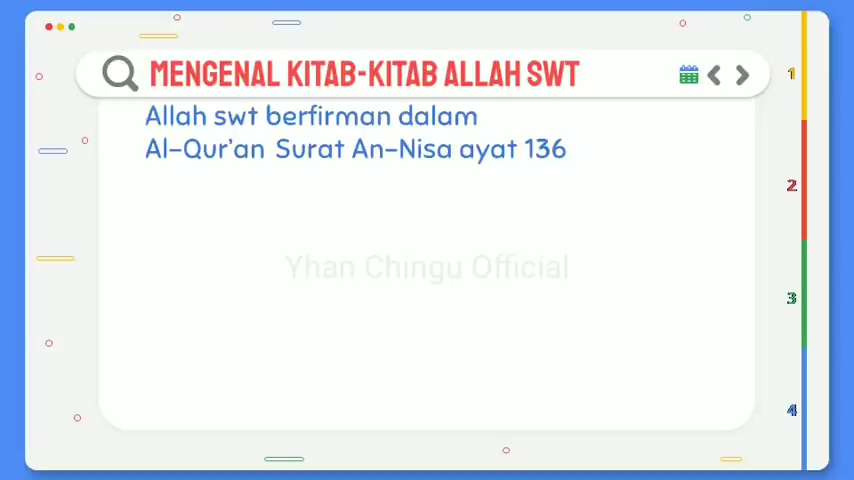 MENGENAL KITAB-KITAB ALLAH SWT
Allah swt berfirman dalam
Al-Qur'an Surat An-Nisa ayat 136
Yhan Chingu Official
1
2
3
4